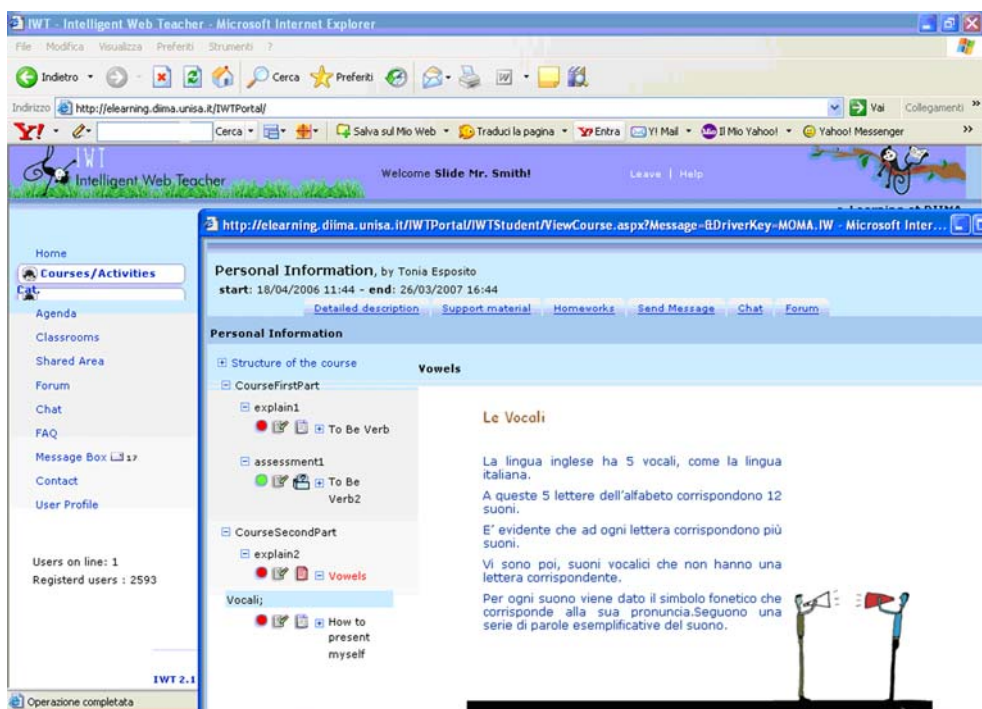 IWT - Intelligent Web Teacher - Microsoft Internet Explorer
File Modifica Visualizza Preferiti Strumenti ?
Indietro Cerca Preferiti
Indirizzo http://elearning.diima.unisa.it/IWTPortal/ Vai Collegamenti »
Y! Cerca Salva sul Mio Web Traduci la pagina Entra Y! Mail Il Mio Yahoo! Yahoo! Messenger »
IWT
Intelligent Web Teacher
Welcome Slide Mr. Smith!
Leave | Help
e-Learning at DIIMA
http://elearning.diima.unisa.it/IWTPortal/IWTStudent/ViewCourse.aspx?Message=&DriverKey=MOMA.IW - Microsoft Inter...
Home
Courses/Activities
Cat.
Agenda
Classrooms
Shared Area
Forum
Chat
FAQ
Message Box 17
Contact
User Profile
Users on line: 1
Registerd users : 2593
IWT 2.1
Personal Information, by Tonia Esposito
start: 18/04/2006 11:44 - end: 26/03/2007 16:44
Detailed description Support material Homeworks Send Message Chat Forum
Personal Information
Structure of the course
CourseFirstPart
explain1
To Be Verb
assessment1
To Be
Verb2
CourseSecondPart
explain2
Vowels
Vocali;
How to
present
myself
Vowels
Le Vocali
La lingua inglese ha 5 vocali, come la lingua
italiana.
A queste 5 lettere dell'alfabeto corrispondono 12
suoni.
E' evidente che ad ogni lettera corrispondono più
suoni.
Vi sono poi, suoni vocalici che non hanno una
lettera corrispondente.
Per ogni suono viene dato il simbolo fonetico che
corrisponde alla sua pronuncia.Seguono una
serie di parole esemplificative del suono.
Operazione completata